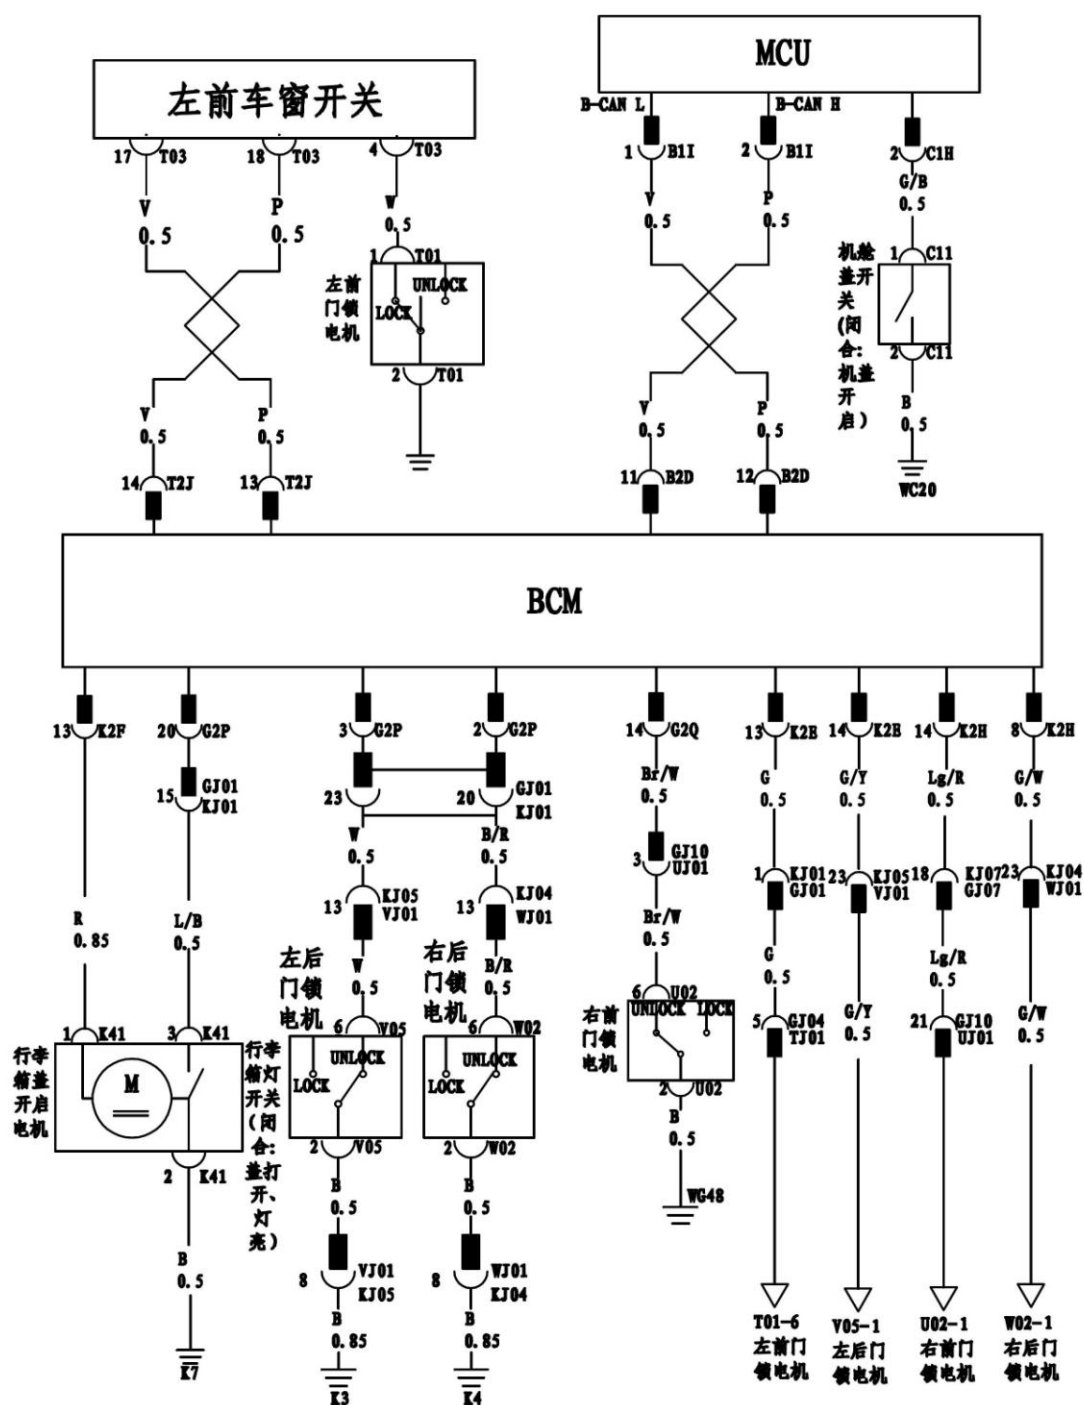 MCU
左前车窗开关
B-CAN L
B-CAN H
17 T03
18 T03
4 T03
1 B1I
2 B1I
2 C1H
V
0.5
P
0.5
W
0.5
V
0.5
P
0.5
G/B
0.5
1 T01
左前
门锁
电机
LOCK
UNLOCK
2 T01
1 C11
机舱
盖开
关
(闭
合:
机盖
开
启)
2 C11
V
0.5
P
0.5
V
0.5
P
0.5
B
0.5
14 T2J
13 T2J
11 B2D
12 B2D
WC20
BCM
13 K2F
20 G2P
3 G2P
2 G2P
14 G2Q
13 K2E
14 K2E
14 K2H
8 K2H
15
GJ01
KJ01
23
20
GJ01
KJ01
Br/W
0.5
G
0.5
G/Y
0.5
Lg/R
0.5
G/W
0.5
W
0.5
B/R
0.5
3
GJ10
UJ01
1
KJ01
GJ01
23
KJ05
VJ01
18
KJ07
GJ07
23
KJ04
WJ01
13
KJ05
VJ01
13
KJ04
WJ01
R
0.85
L/B
0.5
Br/W
0.5
左后
门锁
电机
W
0.5
右后
门锁
电机
B/R
0.5
G
0.5
Lg/R
0.5
6 U02
右前
门锁
电机
UNLOCK
LOCK
2 U02
5
GJ04
TJ01
G/Y
0.5
21
GJ10
UJ01
G/W
0.5
1 K41
3 K41
6 V05
6 W02
行李
箱盖
开启
电机
M
行李
箱灯
开关
(闭
合:
盖打
开、
灯
亮)
LOCK
UNLOCK
LOCK
UNLOCK
2 K41
2 V05
2 W02
B
0.5
B
0.5
B
0.5
WG48
8
VJ01
KJ05
8
WJ01
KJ04
B
0.5
B
0.85
B
0.85
K7
K3
K4
T01-6
左前门
锁电机
V05-1
左后门
锁电机
U02-1
右前门
锁电机
W02-1
右后门
锁电机